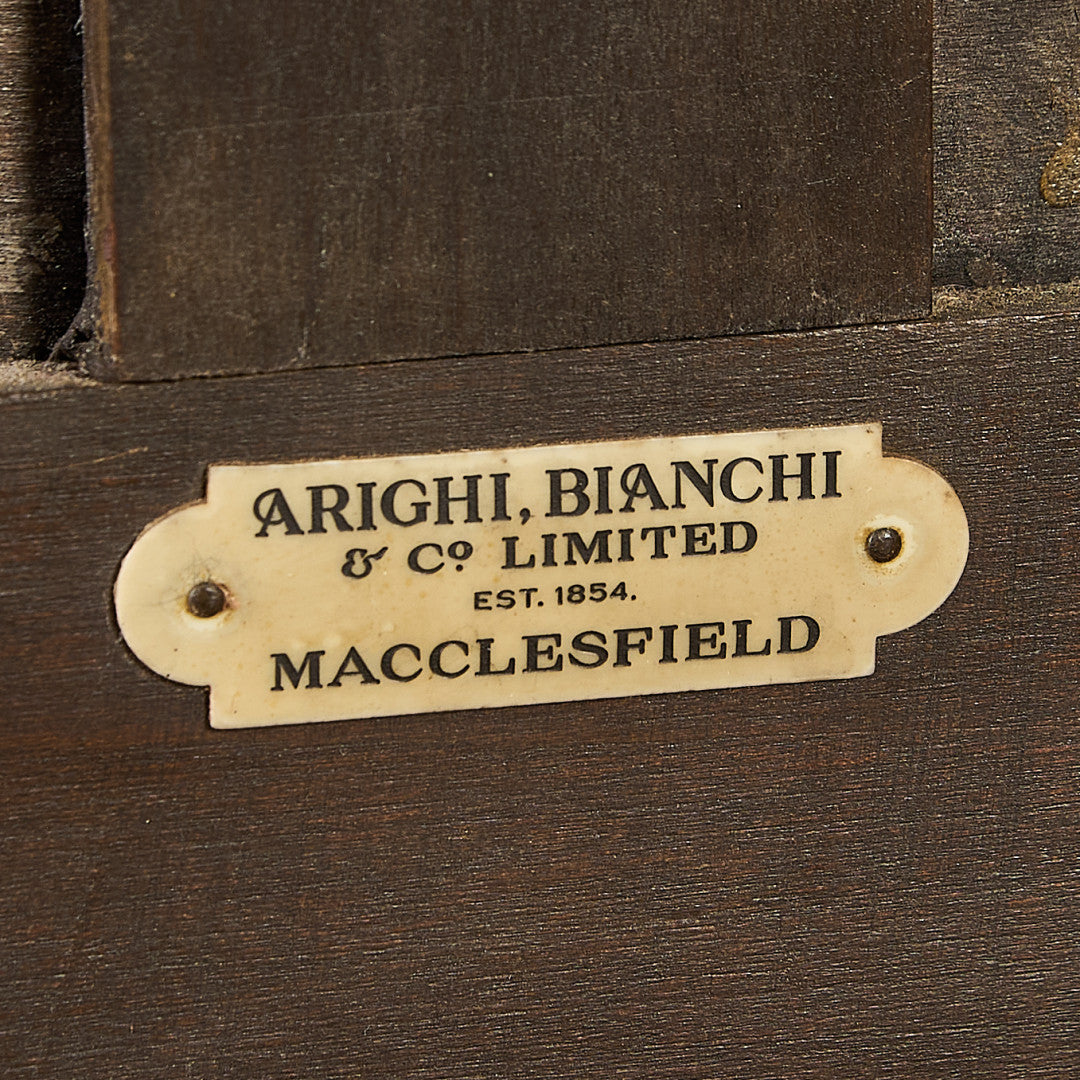 ARIGHI, BIANCHI
& Cº LIMITED
EST. 1854.
MACCLESFIELD